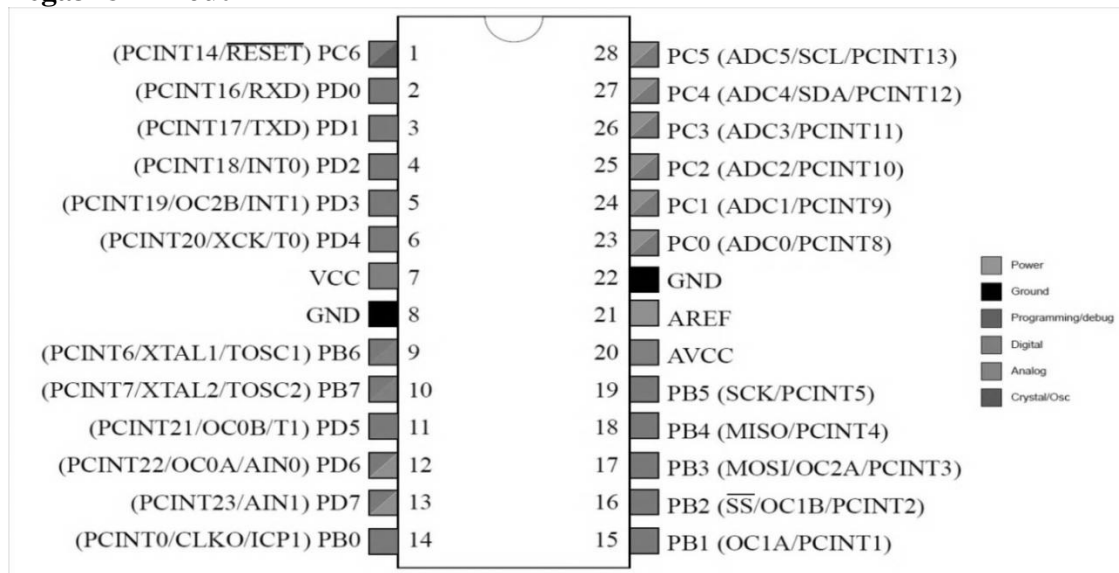 (PCINT14/RESET) PC6 1
(PCINT16/RXD) PD0 2
(PCINT17/TXD) PD1 3
(PCINT18/INT0) PD2 4
(PCINT19/OC2B/INT1) PD3 5
(PCINT20/XCK/T0) PD4 6
VCC 7
GND 8
(PCINT6/XTAL1/TOSC1) PB6 9
(PCINT7/XTAL2/TOSC2) PB7 10
(PCINT21/OC0B/T1) PD5 11
(PCINT22/OC0A/AIN0) PD6 12
(PCINT23/AIN1) PD7 13
(PCINT0/CLKO/ICP1) PB0 14
28 PC5 (ADC5/SCL/PCINT13)
27 PC4 (ADC4/SDA/PCINT12)
26 PC3 (ADC3/PCINT11)
25 PC2 (ADC2/PCINT10)
24 PC1 (ADC1/PCINT9)
23 PC0 (ADC0/PCINT8)
22 GND
21 AREF
20 AVCC
19 PB5 (SCK/PCINT5)
18 PB4 (MISO/PCINT4)
17 PB3 (MOSI/OC2A/PCINT3)
16 PB2 (SS/OC1B/PCINT2)
15 PB1 (OC1A/PCINT1)
Power
Ground
Programming/debug
Digital
Analog
Crystal/Osc